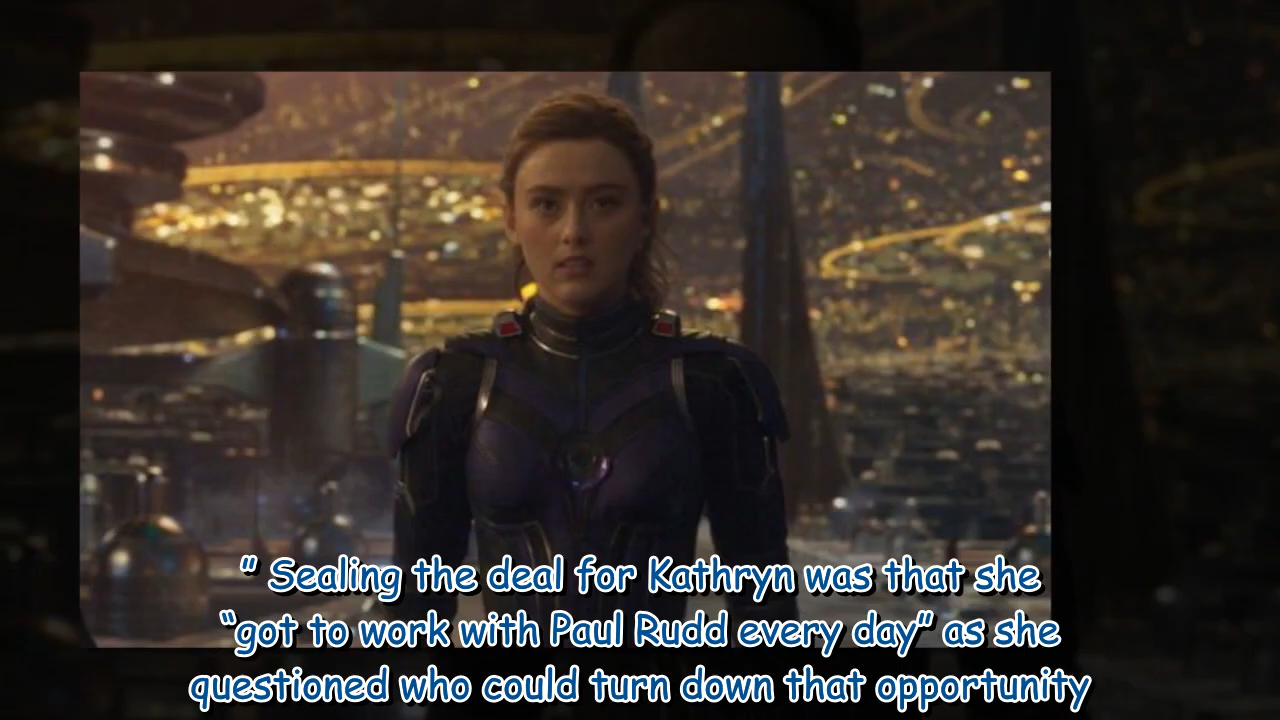 ” Sealing the deal for Kathryn was that she
“got to work with Paul Rudd every day” as she
questioned who could turn down that opportunity